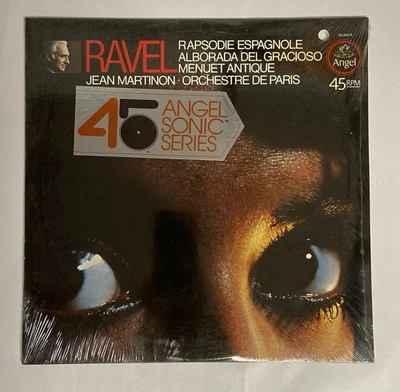 RAVEL
RAPSODIE ESPAGNOLE
ALBORADA DEL GRACIOSO
MENUET ANTIQUE
JEAN MARTINON · ORCHESTRE DE PARIS
Angel
45 RPM
45 ANGEL
SONIC
SERIES